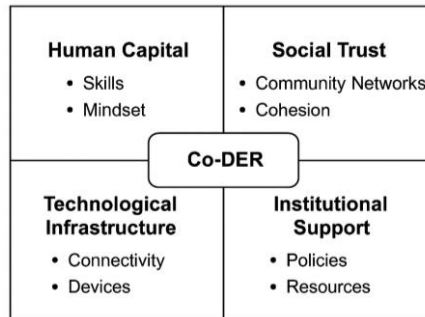 Human Capital
• Skills
• Mindset
Social Trust
• Community Networks
• Cohesion
Co-DER
Technological
Infrastructure
• Connectivity
• Devices
Institutional
Support
• Policies
• Resources